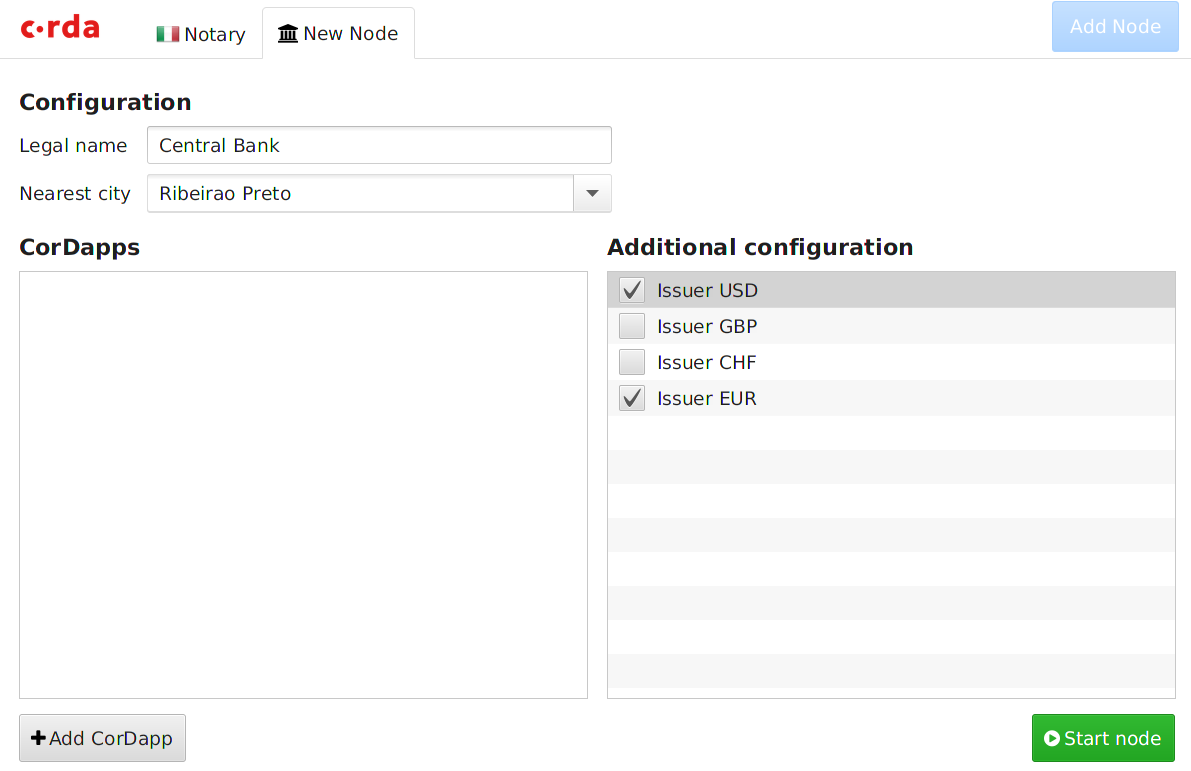 c·rda
Notary
New Node
Add Node
Configuration
Legal name
Central Bank
Nearest city
Ribeirao Preto
CorDapps
Additional configuration
Issuer USD
Issuer GBP
Issuer CHF
Issuer EUR
Add CorDapp
Start node